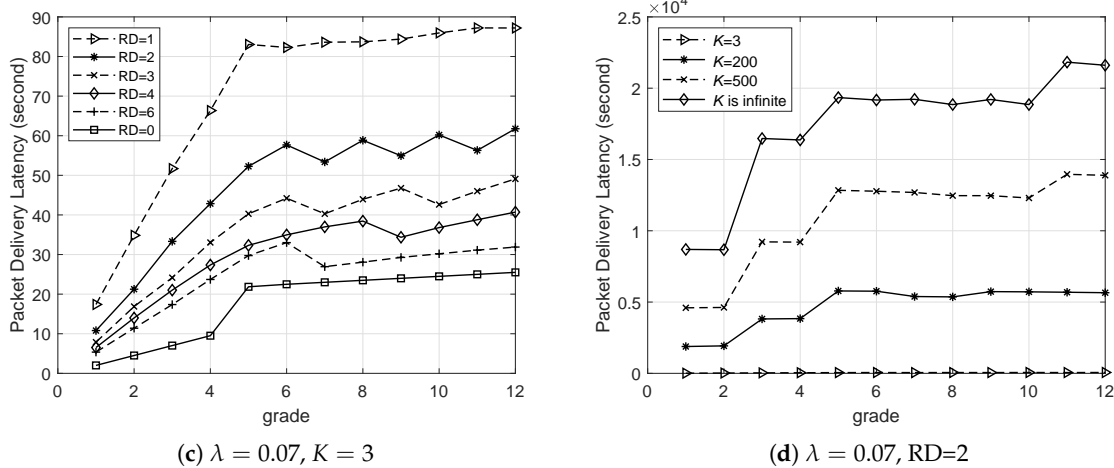 90
80
70
60
50
40
30
20
10
0
Packet Delivery Latency (second)
RD=1
RD=2
RD=3
RD=4
RD=6
RD=0
0 2 4 6 8 10 12
grade
(c) λ = 0.07, K = 3
×10⁴
2.5
2
1.5
1
0.5
0
Packet Delivery Latency (second)
K=3
K=200
K=500
K is infinite
0 2 4 6 8 10 12
grade
(d) λ = 0.07, RD=2